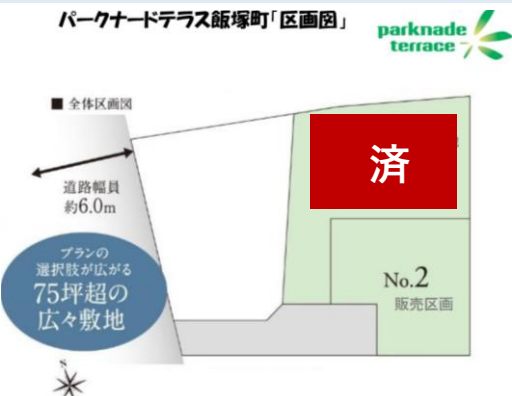 パークナードテラス飯塚町「区画図」
parknade
terrace
■ 全体区画図
済
道路幅員
約6.0m
プランの
選択肢が広がる
75坪超の
広々敷地
No.2
販売区画
S